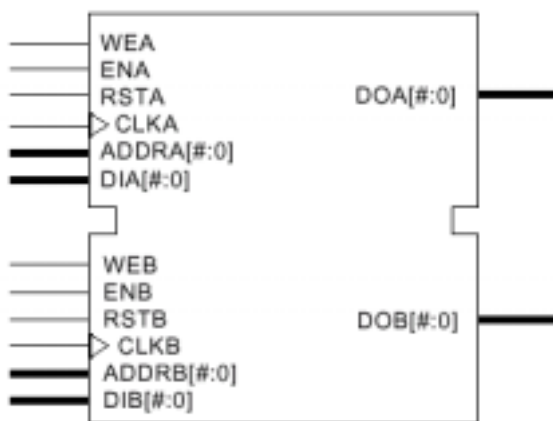 WEA
ENA
RSTA
DOA[#:0]
CLKA
ADDRA[#:0]
DIA[#:0]
WEB
ENB
RSTB
DOB[#:0]
CLKB
ADDRB[#:0]
DIB[#:0]